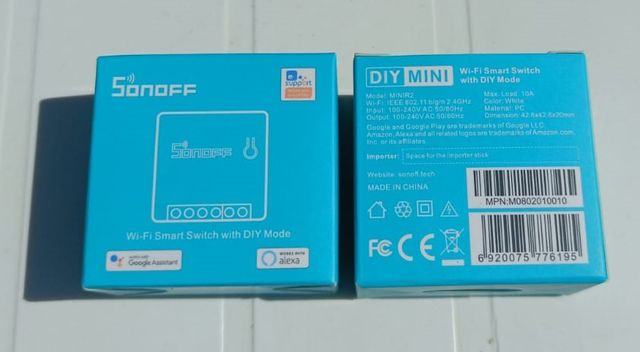 SONOFF
support
SONOFF
Wi-Fi Smart Switch with DIY Mode
works with
Google Assistant
WORKS WITH
alexa
DIY MINI
Wi-Fi Smart Switch
with DIY Mode
Model: MINIR2
Wi-Fi: IEEE 802.11 b/g/n 2.4GHz
Input: 100-240V AC 50/60Hz
Output: 100-240V AC 50/60Hz
Max. Load: 10A
Color: White
Material: PC
Dimension: 42.6x42.6x20mm
Google and Google Play are trademarks of Google LLC.
Amazon, Alexa and all related logos are trademarks of Amazon.com,
Inc. or its affiliates.
Importer: Space for the importer stick
Website: sonoff.tech
MADE IN CHINA
MPN:M0802010010
FC CE
6 920075 776195